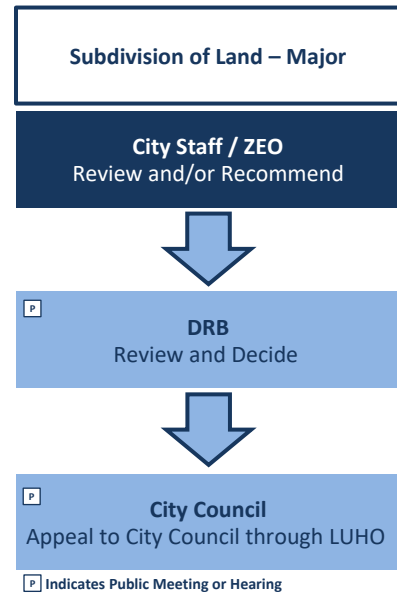 Subdivision of Land – Major
City Staff / ZEO
Review and/or Recommend
P
DRB
Review and Decide
P
City Council
Appeal to City Council through LUHO
P Indicates Public Meeting or Hearing